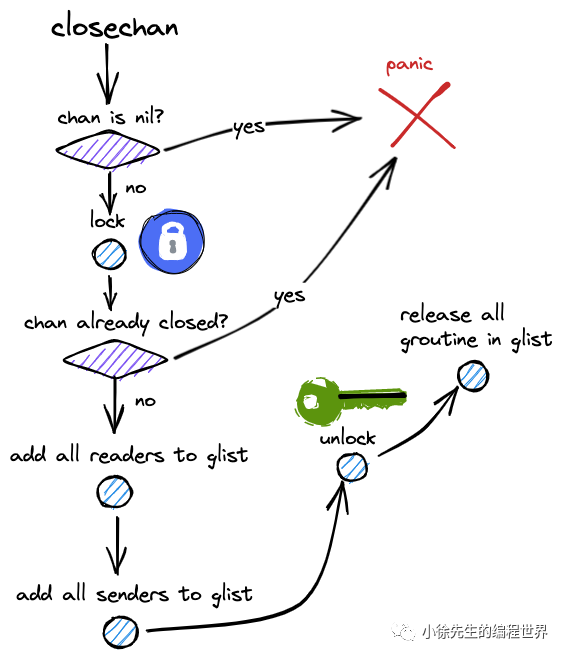 closechan
panic
chan is nil?
yes
no
lock
yes
chan already closed?
release all
groutine in glist
no
unlock
add all readers to glist
add all senders to glist
小徐先生的编程世界